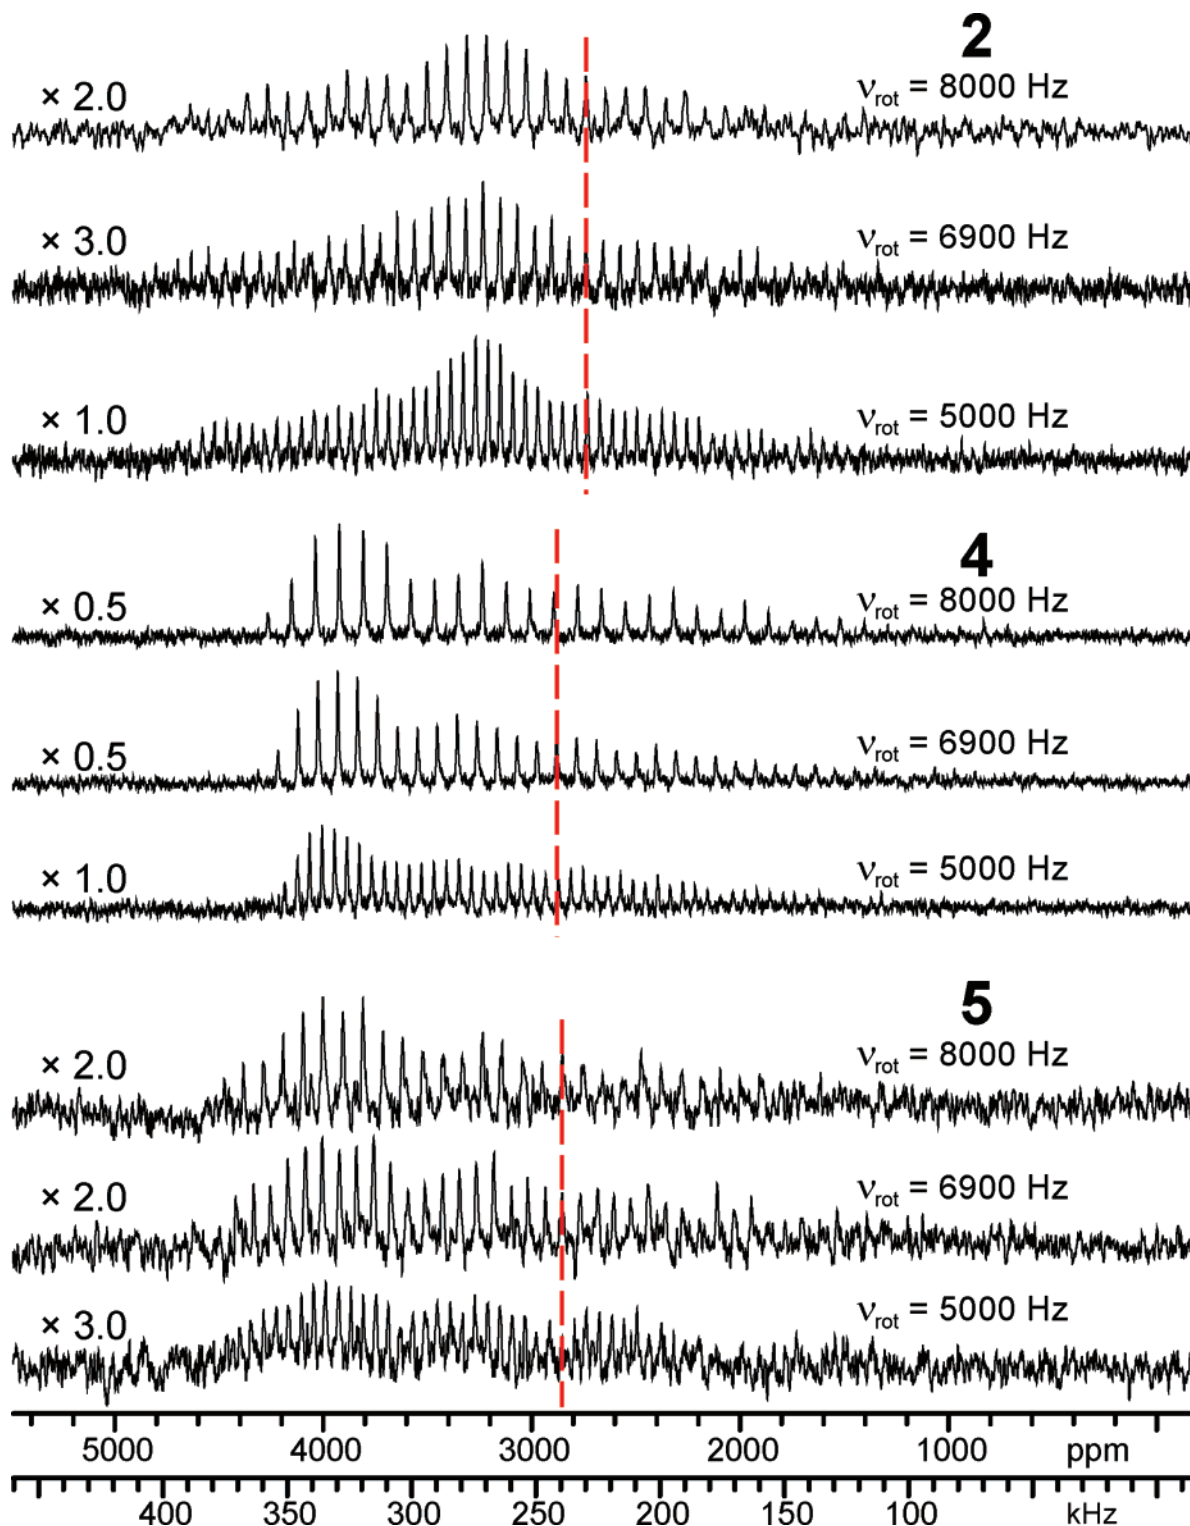 2
× 2.0
νrot = 8000 Hz
× 3.0
νrot = 6900 Hz
× 1.0
νrot = 5000 Hz
4
× 0.5
νrot = 8000 Hz
× 0.5
νrot = 6900 Hz
× 1.0
νrot = 5000 Hz
5
× 2.0
νrot = 8000 Hz
× 2.0
νrot = 6900 Hz
× 3.0
νrot = 5000 Hz
5000 4000 3000 2000 1000 ppm
400 350 300 250 200 150 100 kHz